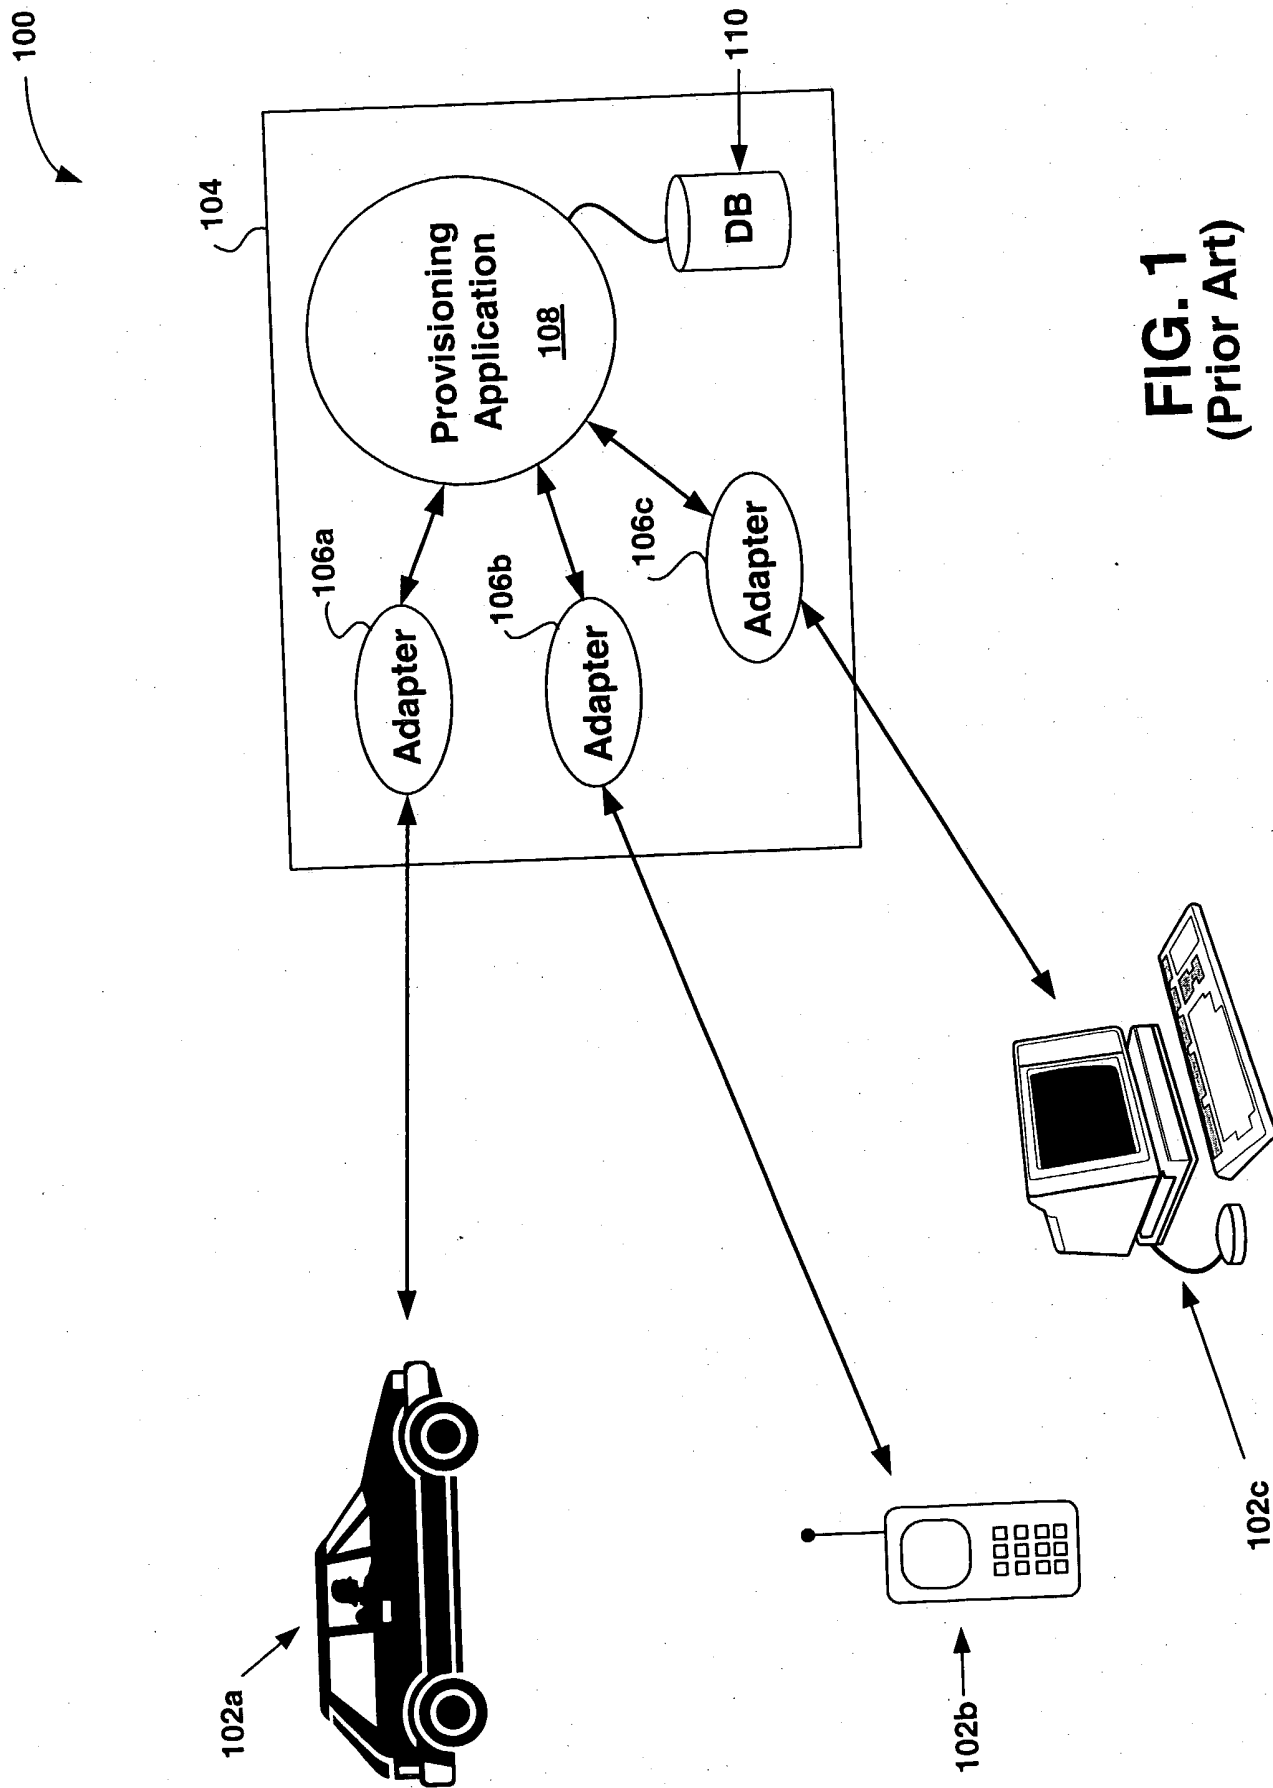 100
104
110
Provisioning
Application
108
DB
106a
106b
106c
Adapter
Adapter
Adapter
102a
102b
102c
FIG. 1
(Prior Art)